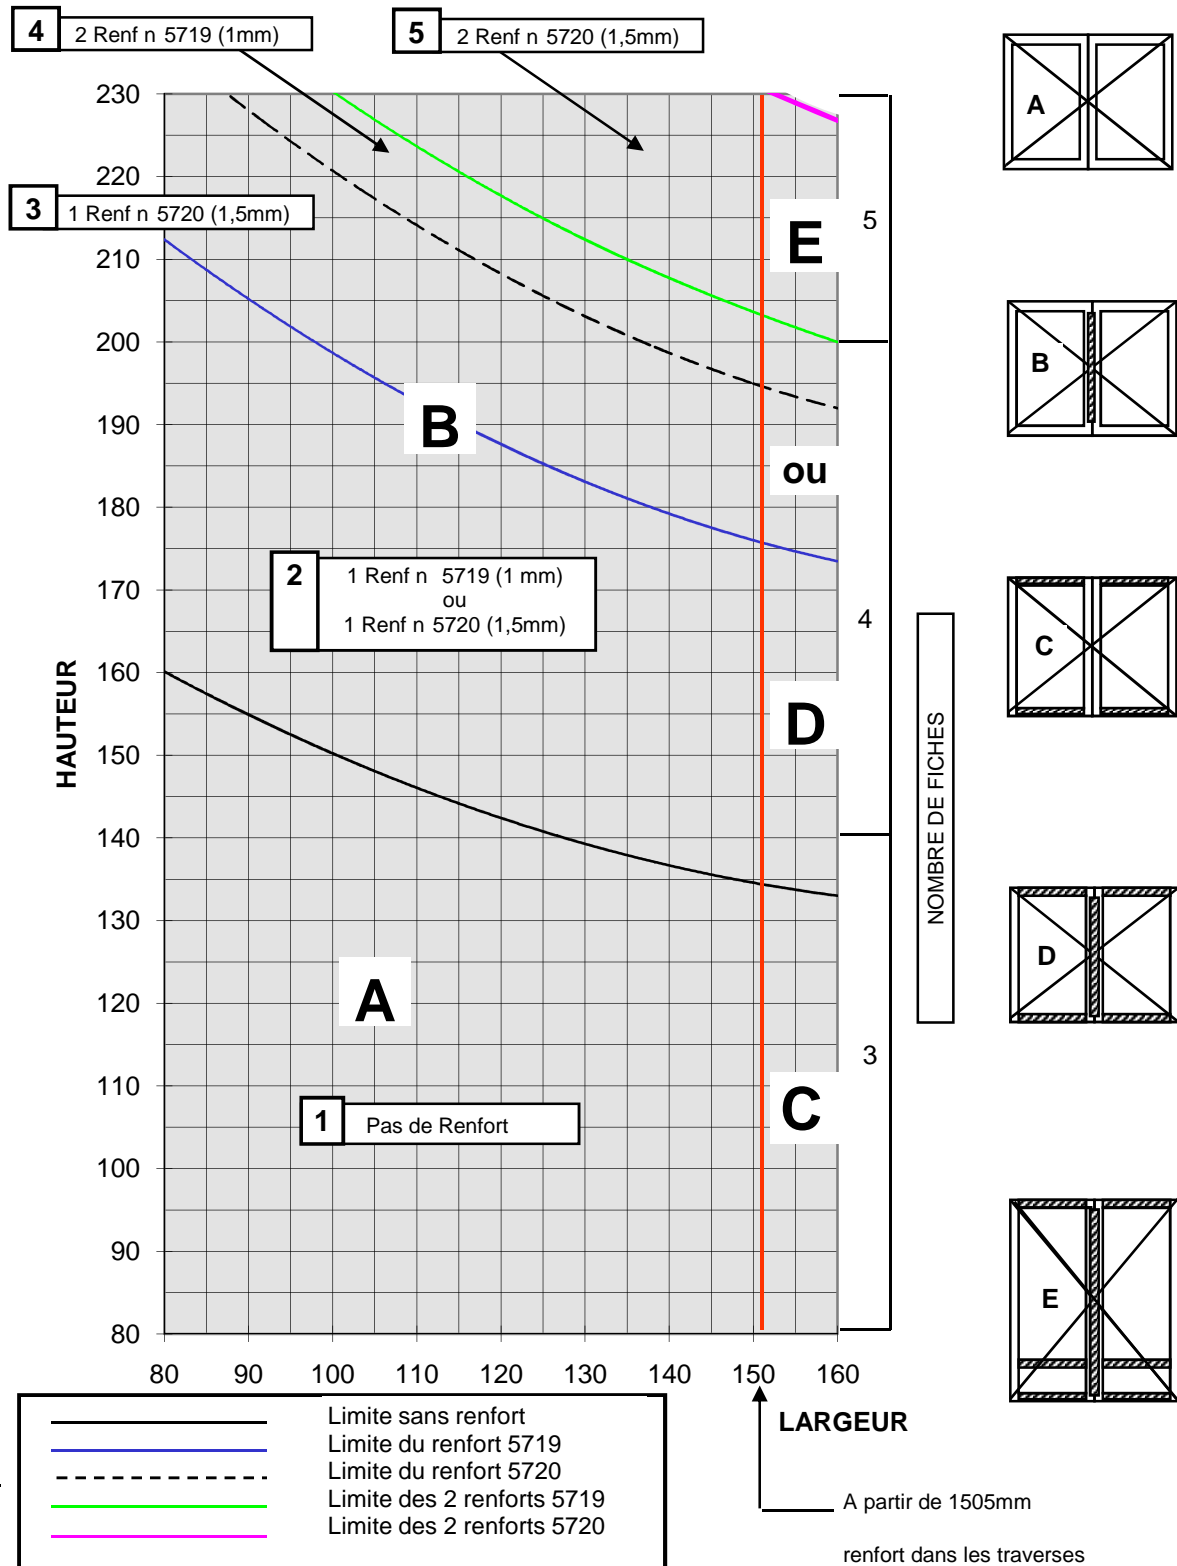 4 2 Renf n 5719 (1mm)
5 2 Renf n 5720 (1,5mm)
3 1 Renf n 5720 (1,5mm)
2
1 Renf n 5719 (1 mm)
ou
1 Renf n 5720 (1,5mm)
1 Pas de Renfort
HAUTEUR
230
220
210
200
190
180
170
160
150
140
130
120
110
100
90
80
80 90 100 110 120 130 140 150 160
LARGEUR
A
B
C
D
ou
E
5
4
3
NOMBRE DE FICHES
A
B
C
D
E
Limite sans renfort
Limite du renfort 5719
Limite du renfort 5720
Limite des 2 renforts 5719
Limite des 2 renforts 5720
A partir de 1505mm
renfort dans les traverses